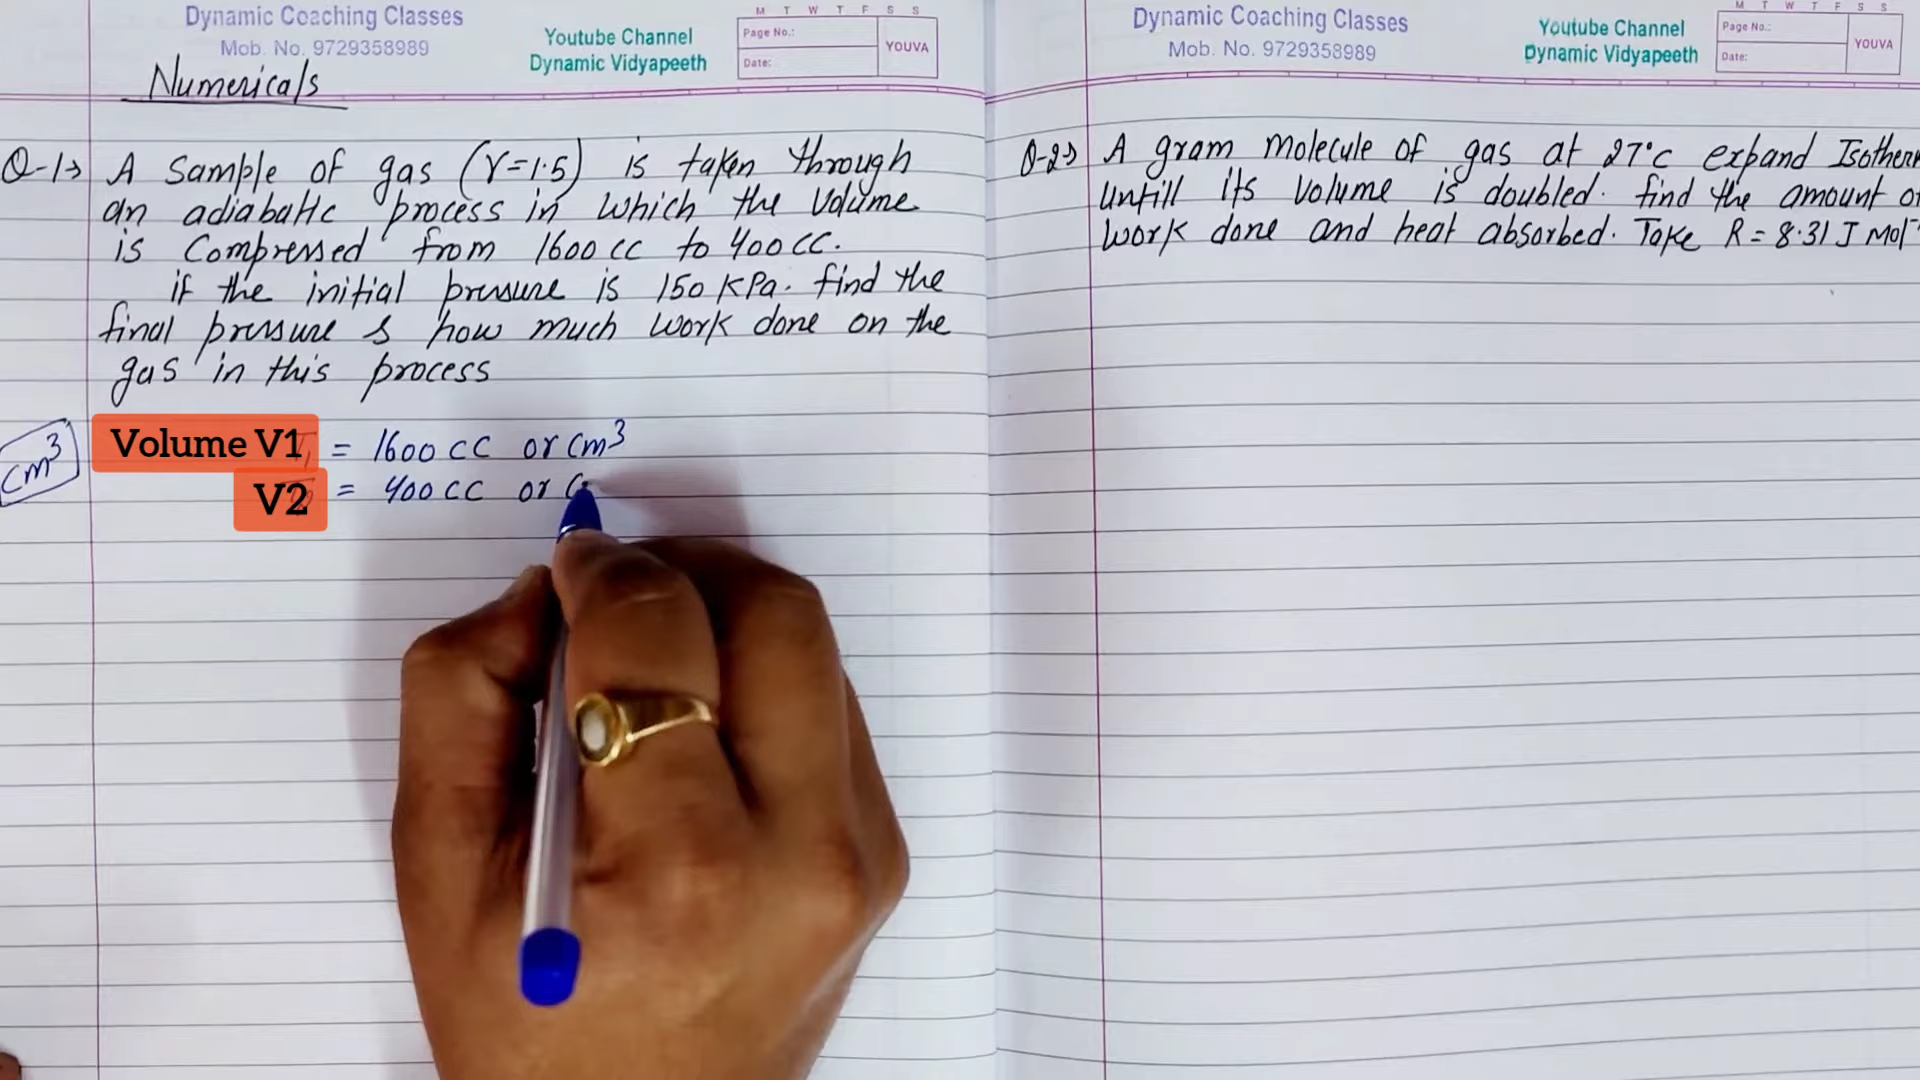 Dynamic Coaching Classes
Mob. No. 9729358989
Youtube Channel
Dynamic Vidyapeeth
M T W T F S S
Page No.:
Date:
YOUVA
Numericals
Q-1⇒ A sample of gas (γ=1.5) is taken through
an adiabatic process in which the volume
is Compressed from 1600 cc to 400 cc.
if the initial pressure is 150 KPa. find the
final pressure & how much work done on the
gas in this process
cm³
Volume V1 = 1600 CC or Cm³
V2 = 400 CC or C
Dynamic Coaching Classes
Mob. No. 9729358989
Youtube Channel
Dynamic Vidyapeeth
M T W T F S S
Page No.:
Date:
YOUVA
Q-2⇒ A gram molecule of gas at 27°c expand Isotherm
Untill its volume is doubled. find the amount o
work done and heat absorbed. Take R = 8.31 J Mol⁻